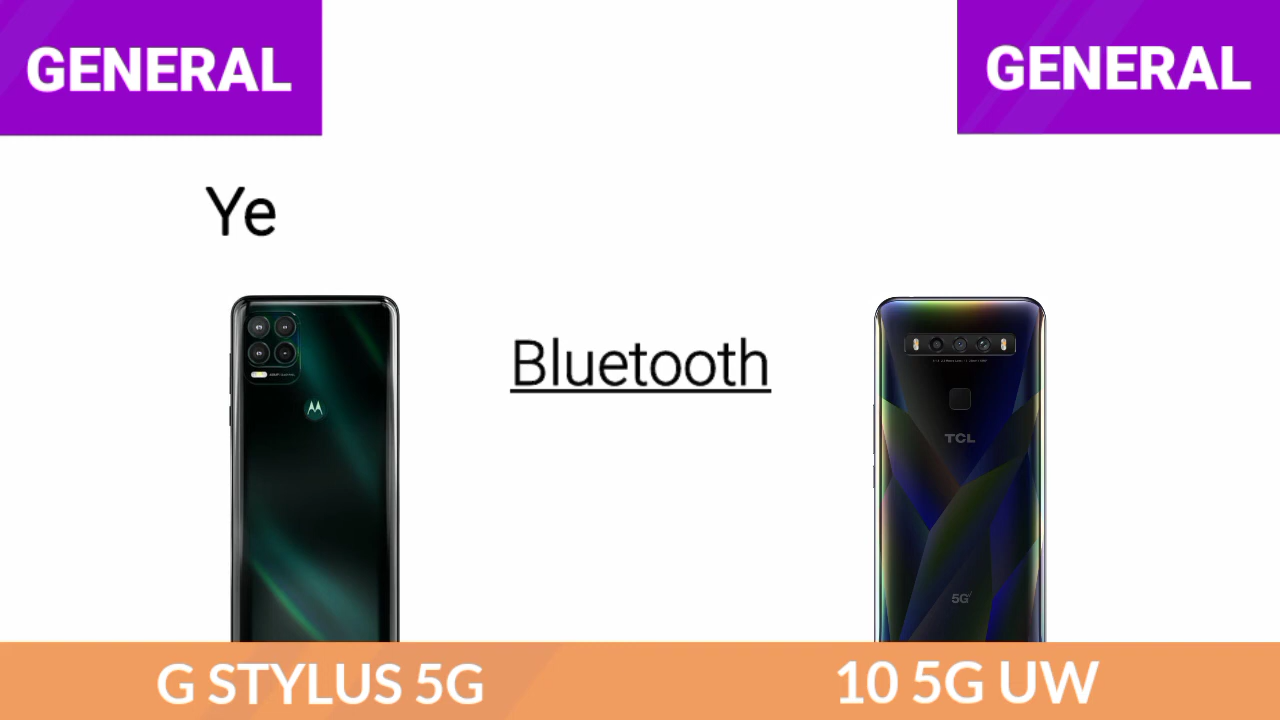 GENERAL
GENERAL
Ye
Bluetooth
TCL
5G
G STYLUS 5G
10 5G UW